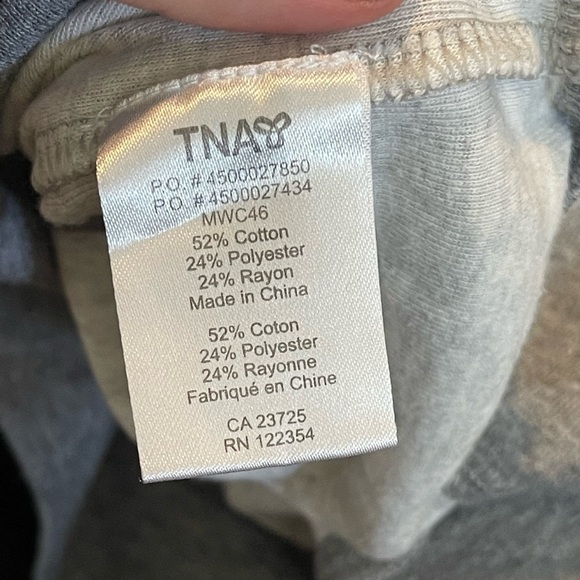 TNA
P.O. # 4500027850
P.O. # 4500027434
MWC46
52% Cotton
24% Polyester
24% Rayon
Made in China
52% Coton
24% Polyester
24% Rayonne
Fabriqué en Chine
CA 23725
RN 122354